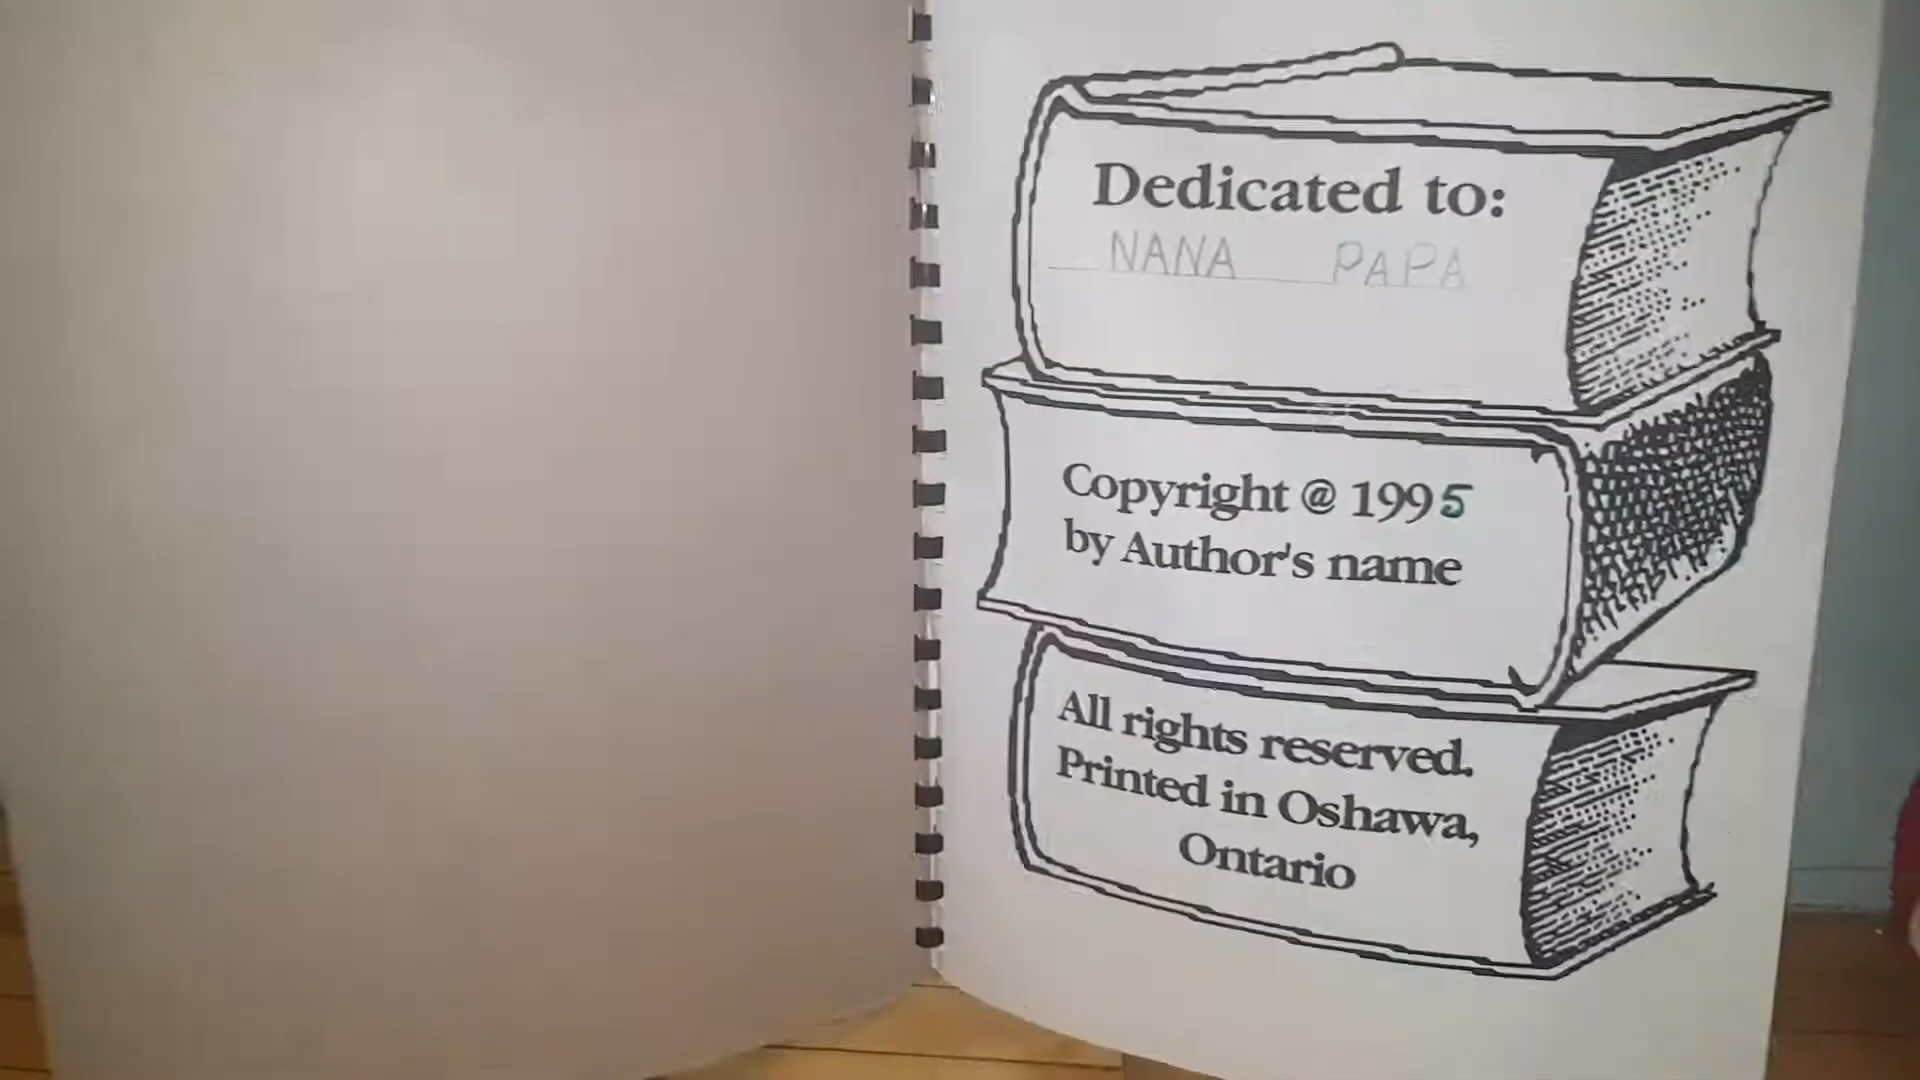 Dedicated to:
NANA PAPA
Copyright @ 1995
by Author's name
All rights reserved.
Printed in Oshawa,
Ontario